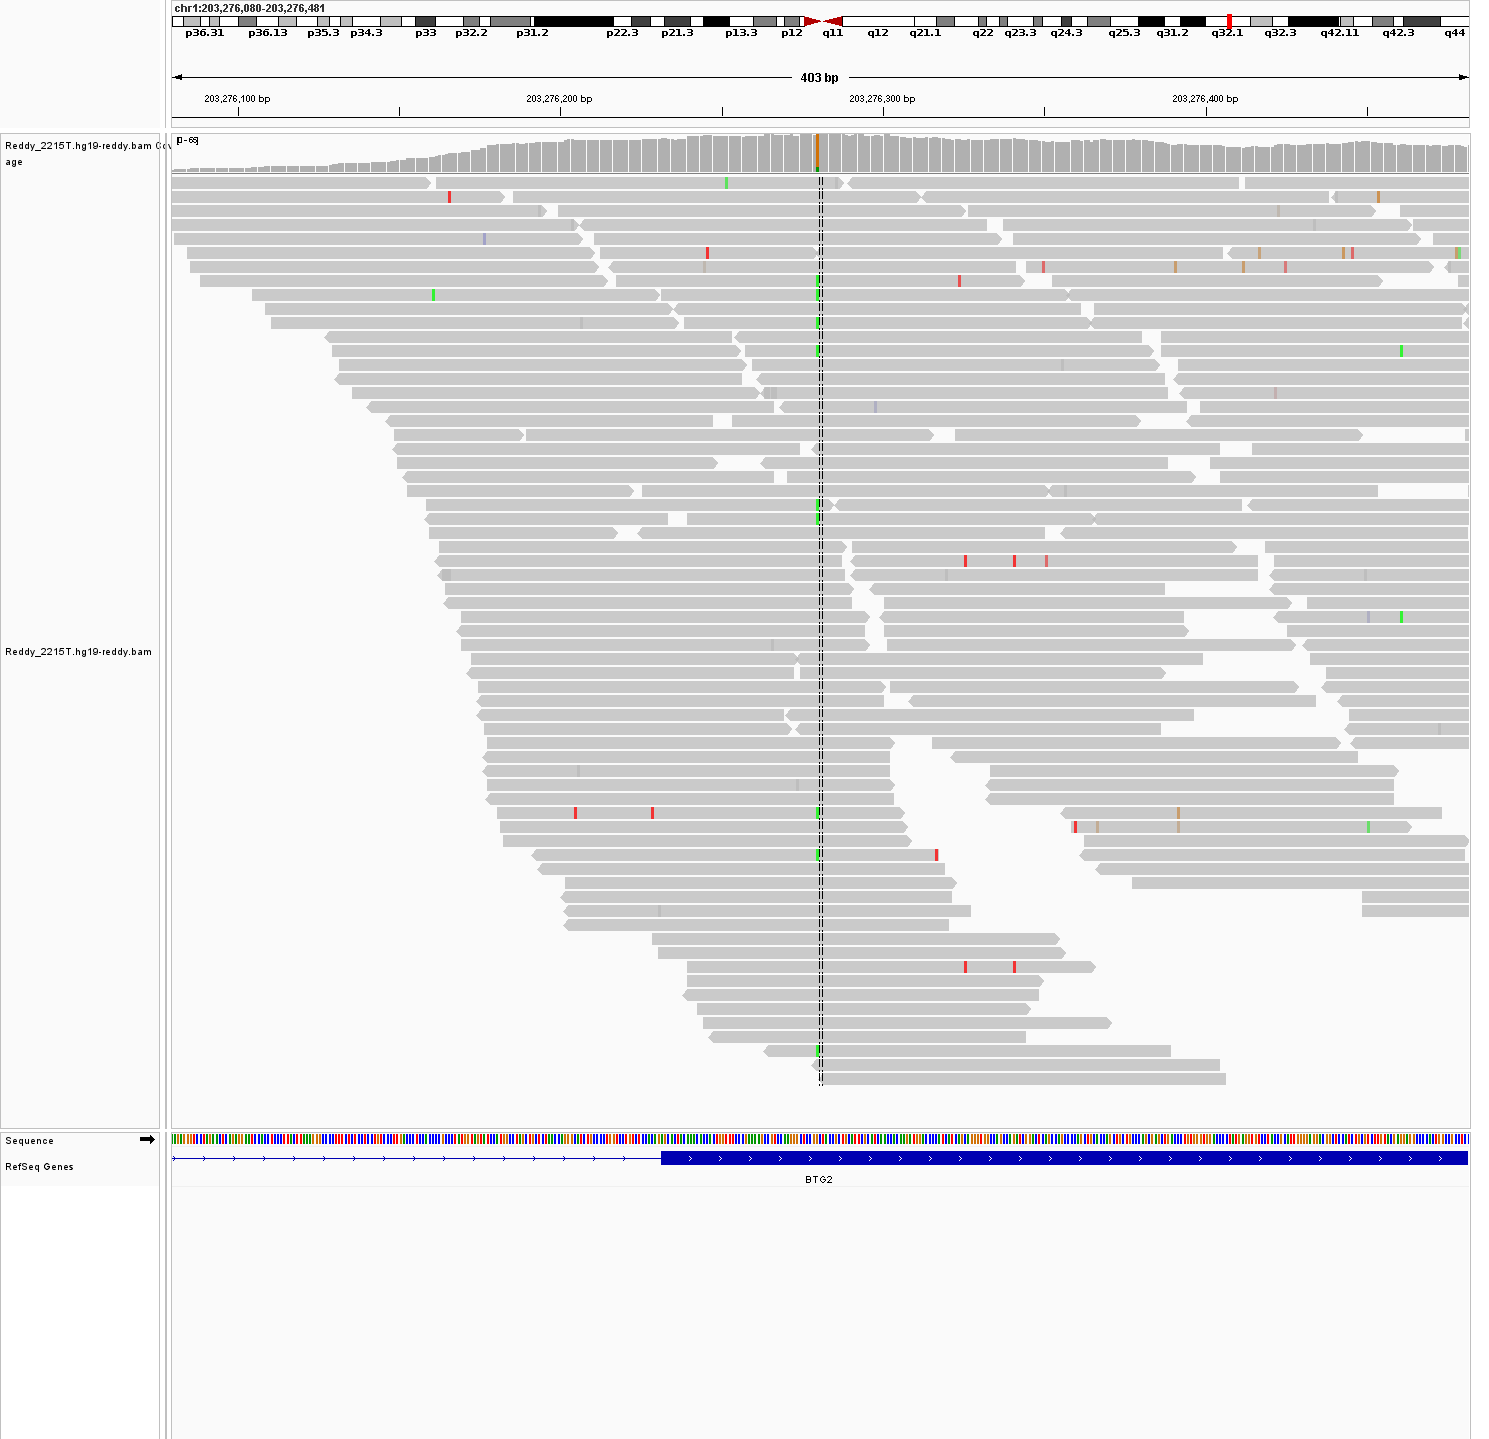 chr1:203,276,080-203,276,481
p36.31 p36.13 p35.3 p34.3 p33 p32.2 p31.2 p22.3 p21.3 p13.3 p12 q11 q12 q21.1 q22 q23.3 q24.3 q25.3 q31.2 q32.1 q32.3 q42.11 q42.3 q44
403 bp
203,276,100 bp 203,276,200 bp 203,276,300 bp 203,276,400 bp
Reddy_2215T.hg19-reddy.bam Cov
age
Reddy_2215T.hg19-reddy.bam
Sequence
RefSeq Genes
BTG2